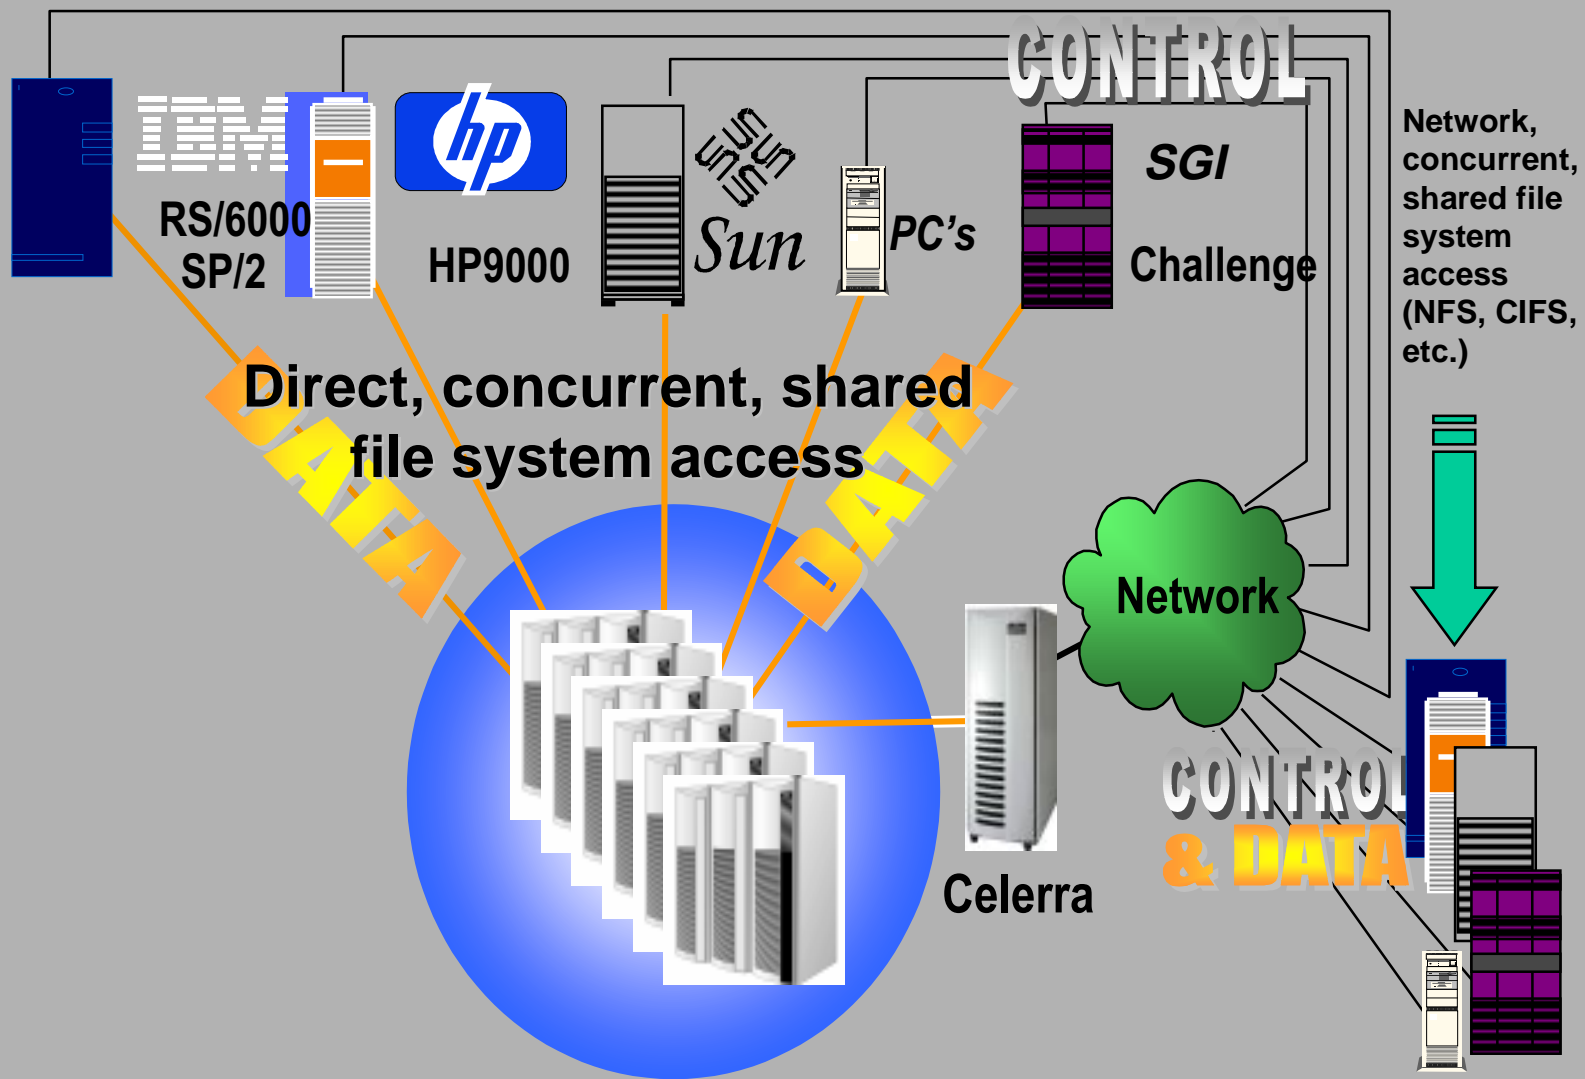 CONTROL
IBM
hp
RS/6000
SP/2
HP9000
Sun
PC's
SGI
Challenge
Network,
concurrent,
shared file
system
access
(NFS, CIFS,
etc.)
Direct, concurrent, shared
file system access
DATA
DATA
Network
CONTROL
& DATA
Celerra